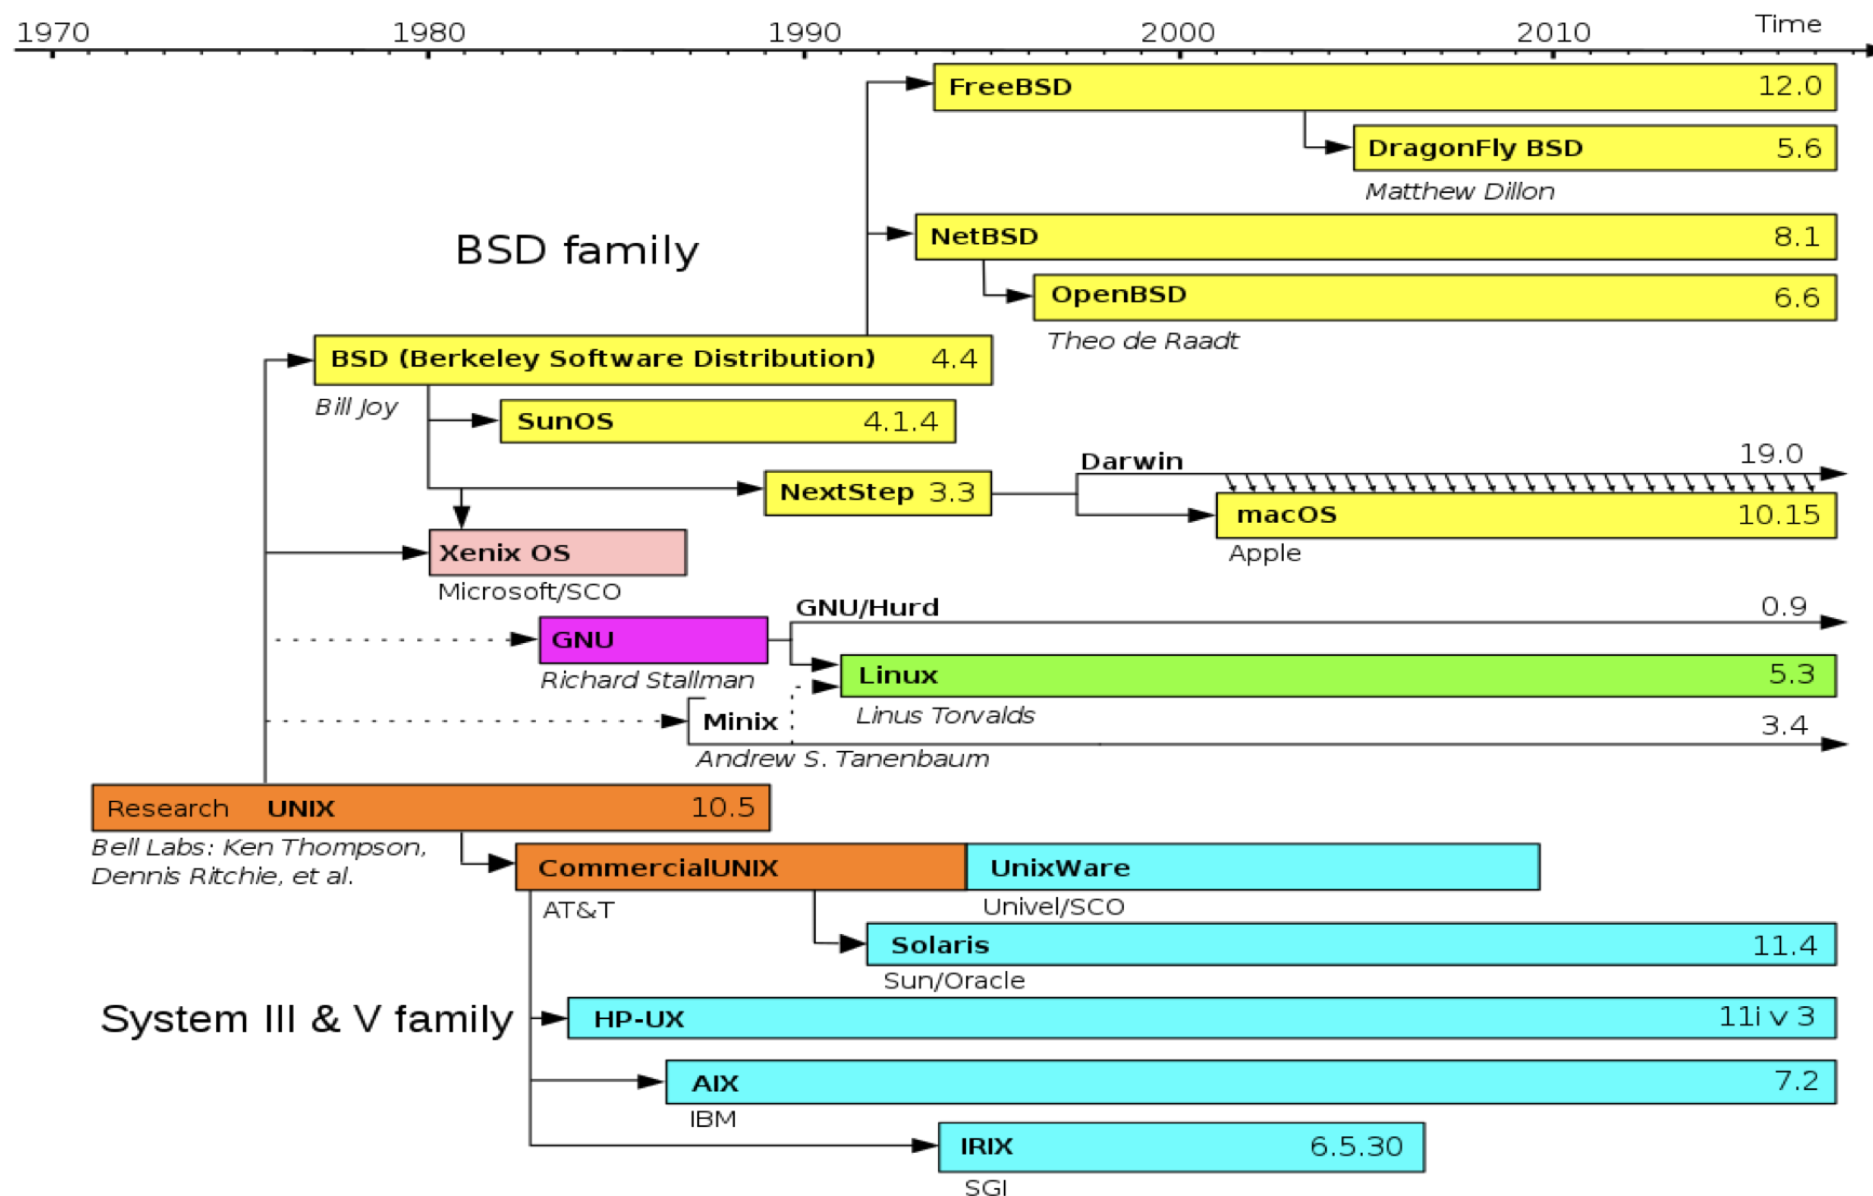 1970 1980 1990 2000 2010 Time
FreeBSD 12.0
DragonFly BSD 5.6
Matthew Dillon
BSD family
NetBSD 8.1
OpenBSD 6.6
Theo de Raadt
BSD (Berkeley Software Distribution) 4.4
Bill Joy
SunOS 4.1.4
Darwin 19.0
NextStep 3.3
macOS 10.15
Apple
Xenix OS
Microsoft/SCO
GNU/Hurd 0.9
GNU
Richard Stallman
Linux 5.3
Linus Torvalds
Minix 3.4
Andrew S. Tanenbaum
Research UNIX 10.5
Bell Labs: Ken Thompson,
Dennis Ritchie, et al.
CommercialUNIX UnixWare
AT&T Univel/SCO
Solaris 11.4
Sun/Oracle
System III & V family
HP-UX 11i v 3
AIX 7.2
IBM
IRIX 6.5.30
SGI